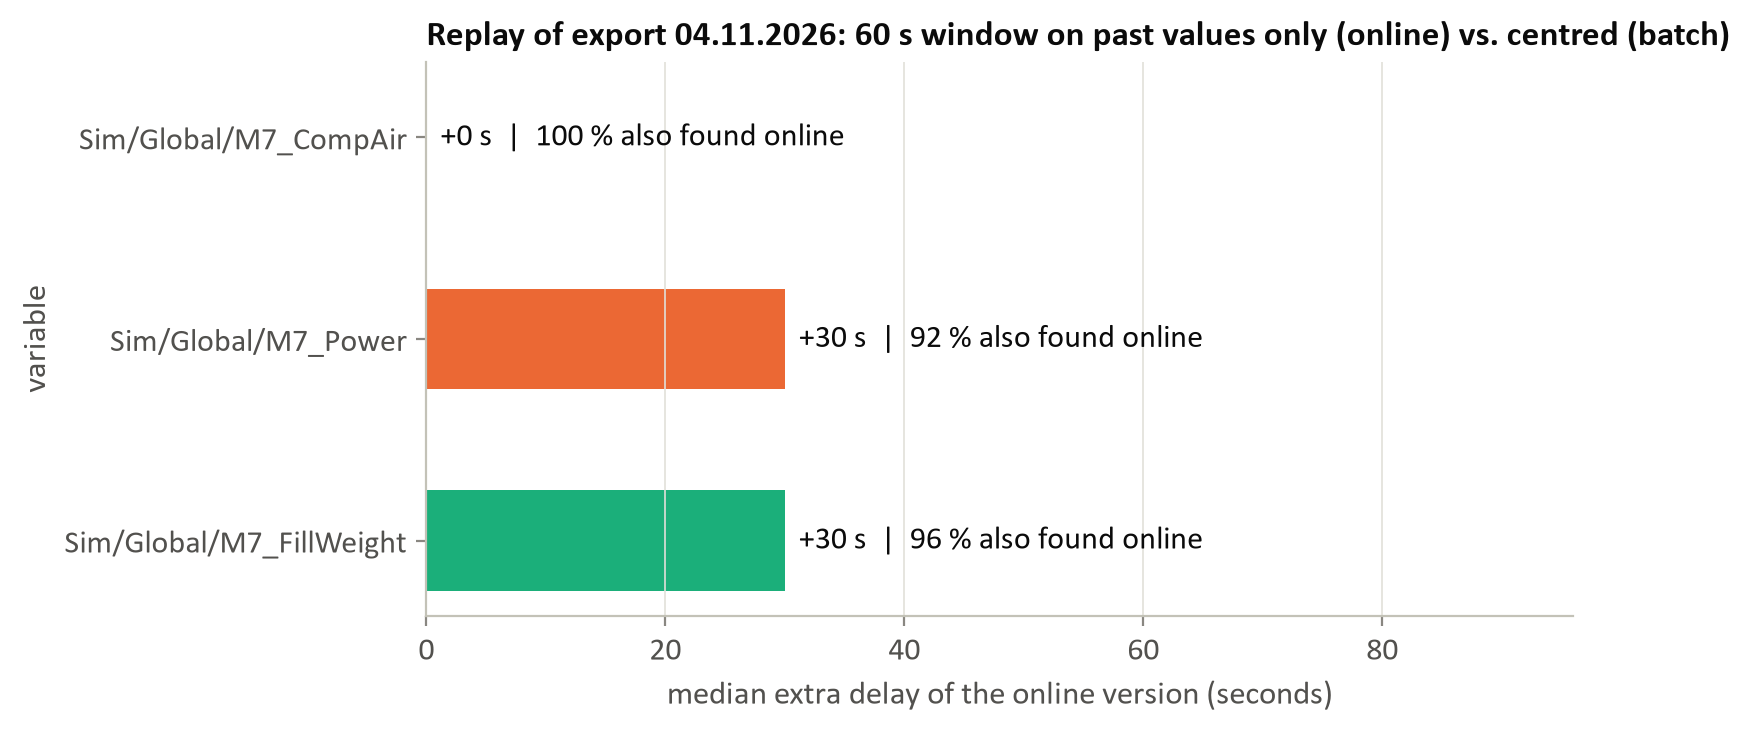 Replay of export 04.11.2026: 60 s window on past values only (online) vs. centred (batch)
variable
Sim/Global/M7_CompAir
+0 s | 100 % also found online
Sim/Global/M7_Power
+30 s | 92 % also found online
Sim/Global/M7_FillWeight
+30 s | 96 % also found online
0 20 40 60 80
median extra delay of the online version (seconds)